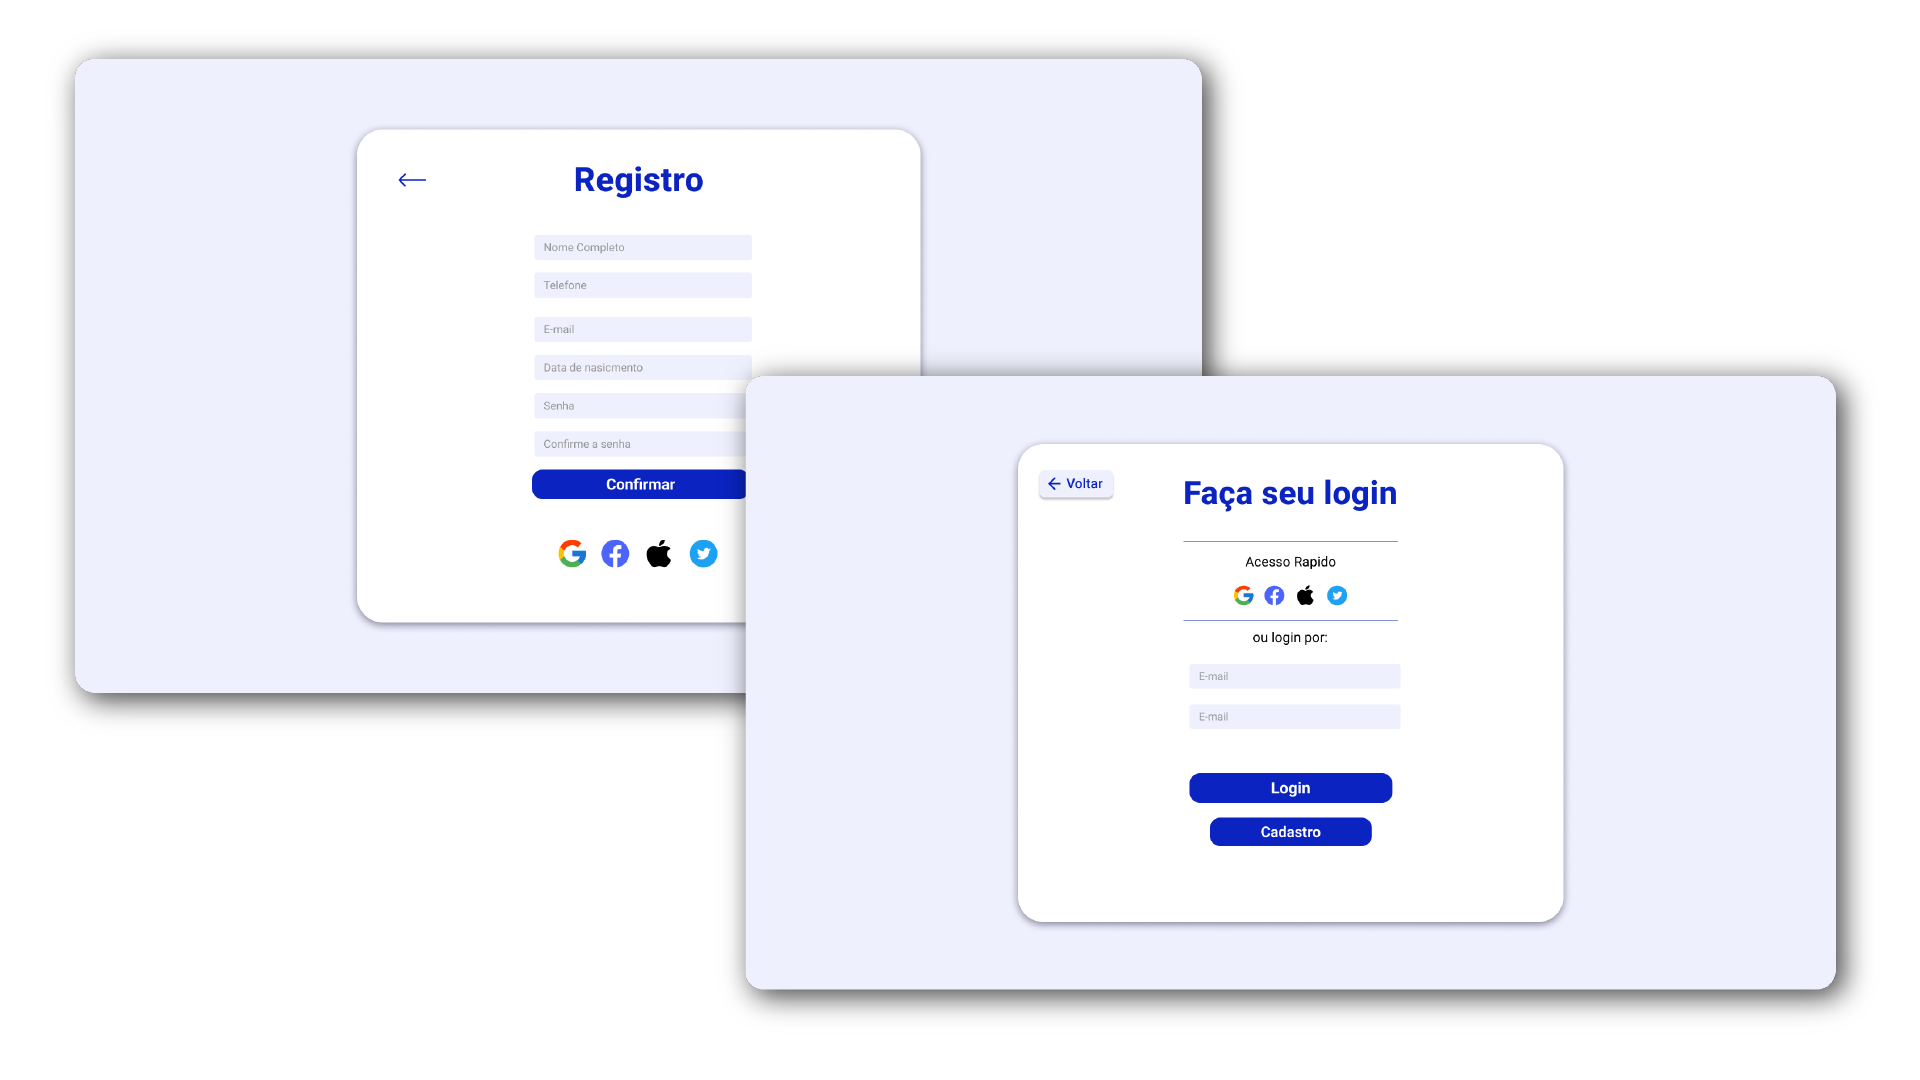 Registro
Nome Completo
Telefone
E-mail
Data de nasicmento
Senha
Confirme a senha
Confirmar
Voltar
Faça seu login
Acesso Rapido
ou login por:
E-mail
E-mail
Login
Cadastro